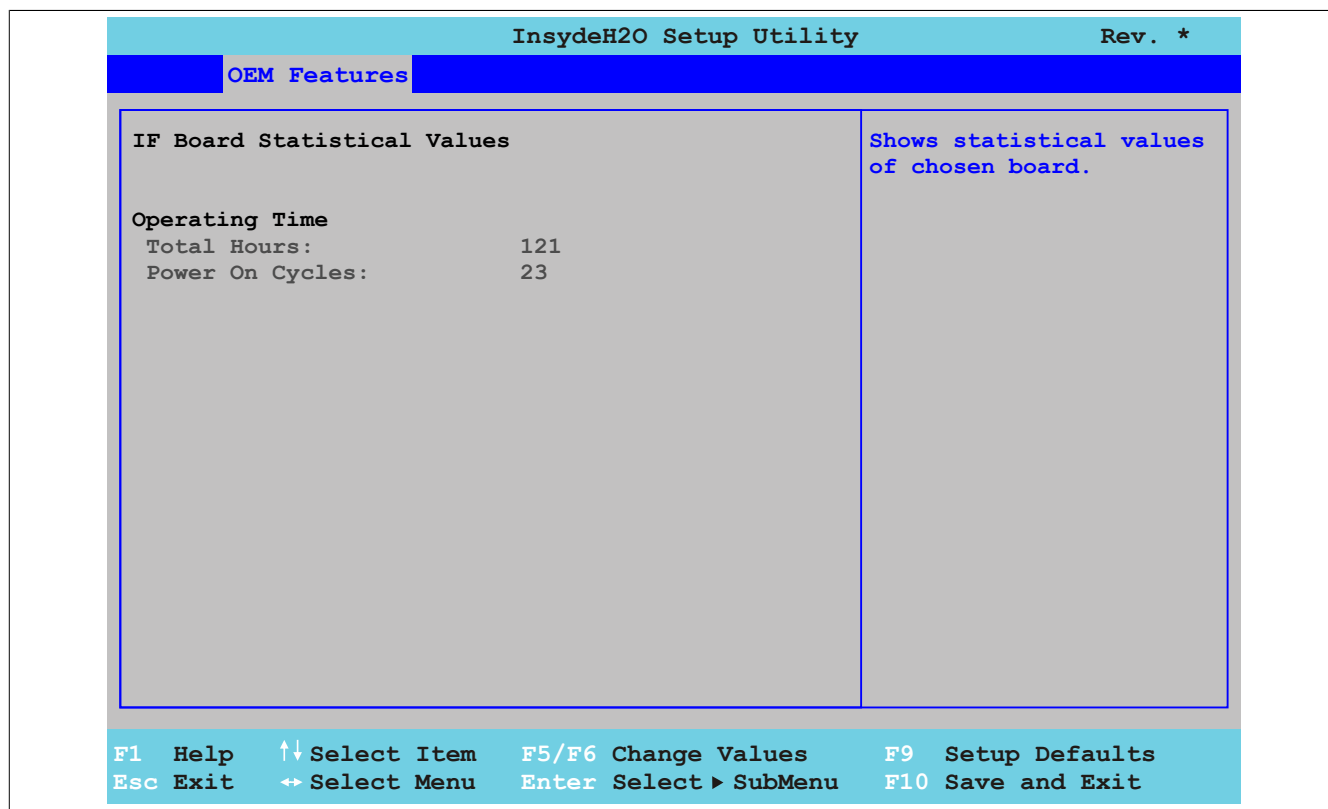 InsydeH2O Setup Utility Rev. *
OEM Features
IF Board Statistical Values
Shows statistical values
of chosen board.
Operating Time
Total Hours: 121
Power On Cycles: 23
F1 Help ↑↓ Select Item F5/F6 Change Values F9 Setup Defaults
Esc Exit ↔ Select Menu Enter Select ▶ SubMenu F10 Save and Exit